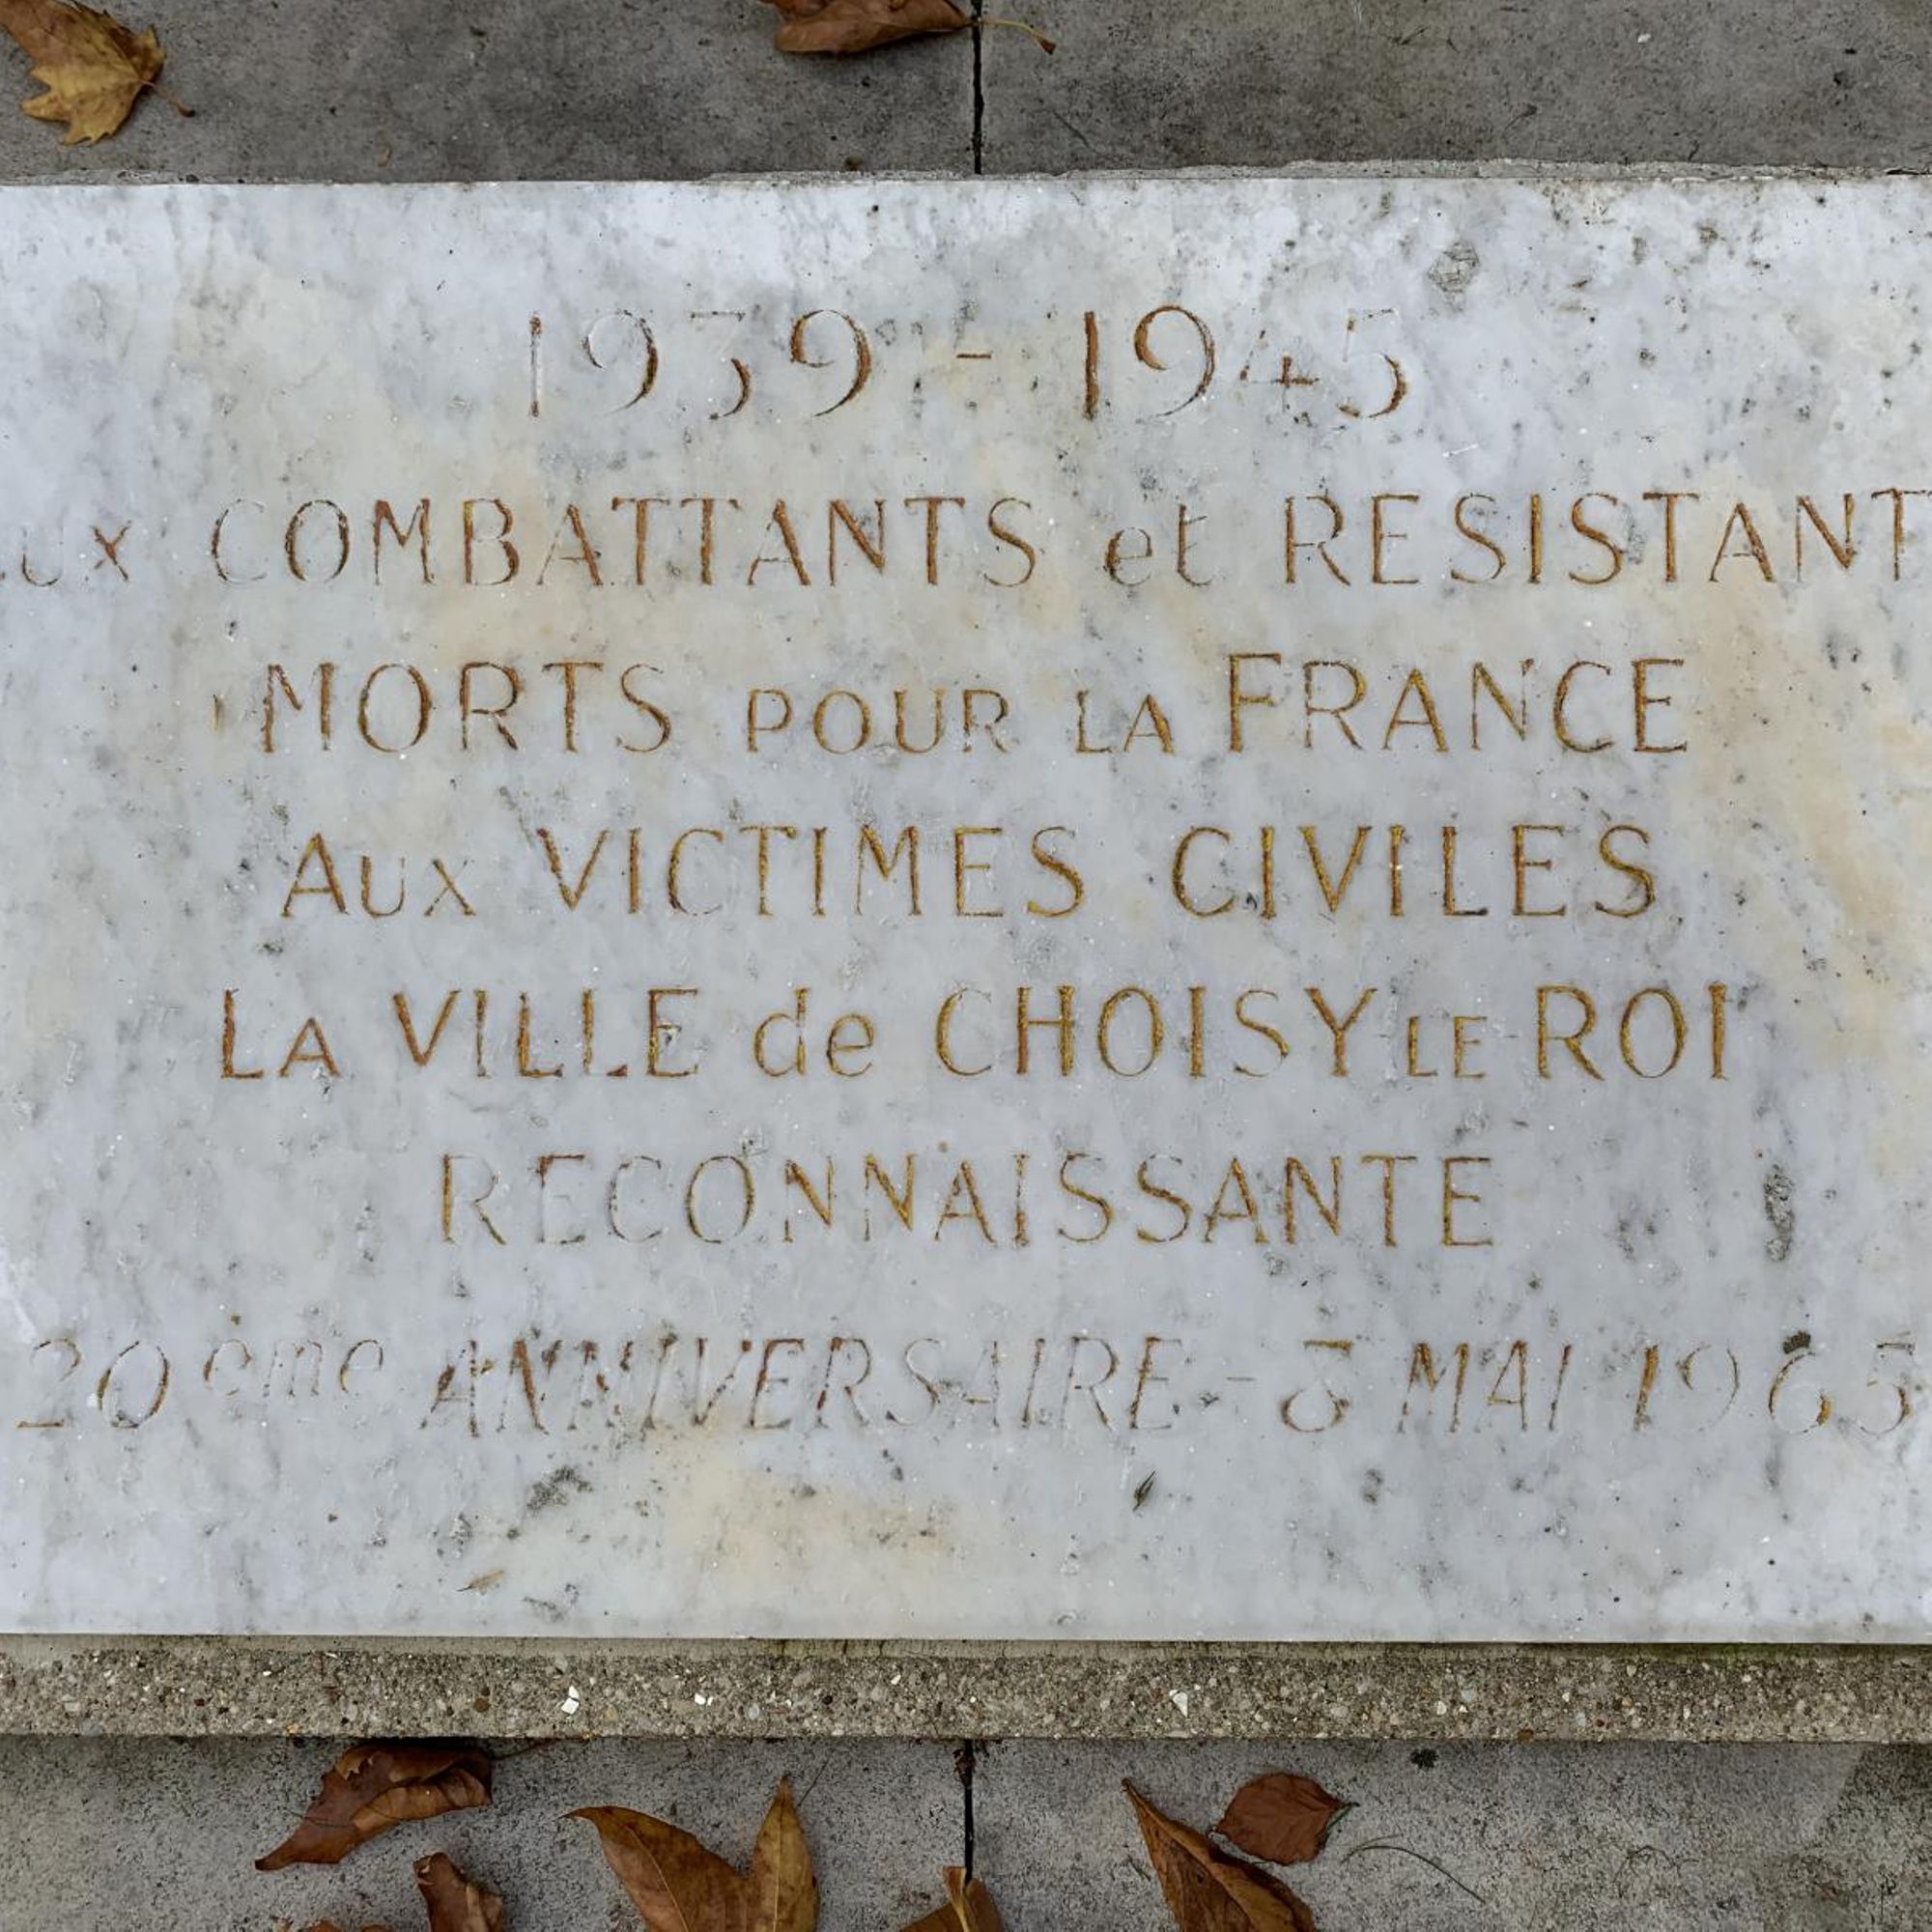 1939 - 1945
Aux COMBATTANTS et RESISTANT
MORTS POUR LA FRANCE
AUX VICTIMES CIVILES
LA VILLE de CHOISY LE ROI
RECONNAISSANTE
20ème ANNIVERSAIRE - 8 MAI 1965